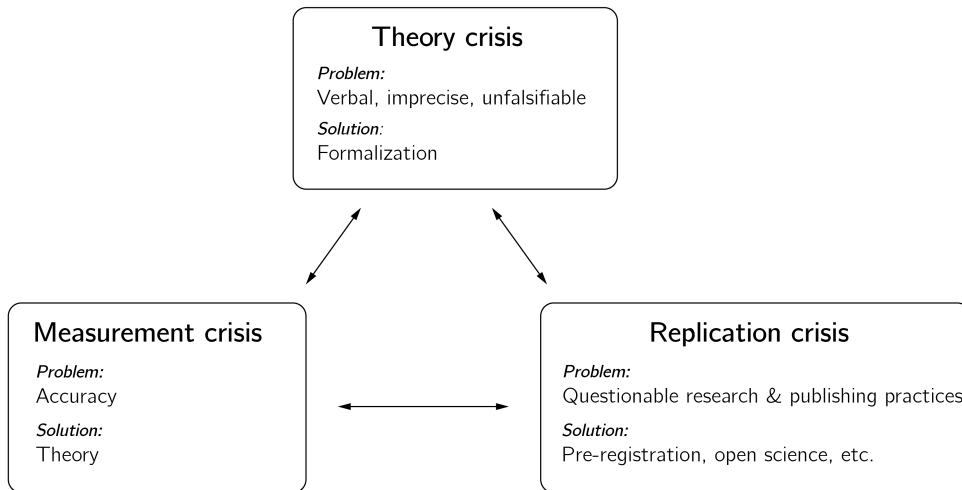 Theory crisis
Problem:
Verbal, imprecise, unfalsifiable
Solution:
Formalization
Measurement crisis
Problem:
Accuracy
Solution:
Theory
Replication crisis
Problem:
Questionable research & publishing practices
Solution:
Pre-registration, open science, etc.